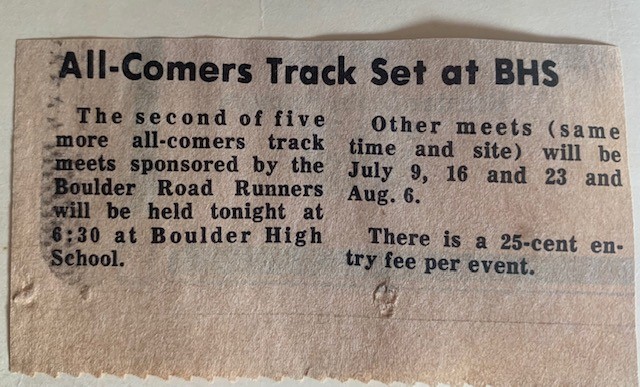 All-Comers Track Set at BHS
The second of five
more all-comers track
meets sponsored by the
Boulder Road Runners
will be held tonight at
6:30 at Boulder High
School.
Other meets (same
time and site) will be
July 9, 16 and 23 and
Aug. 6.
There is a 25-cent en-
try fee per event.